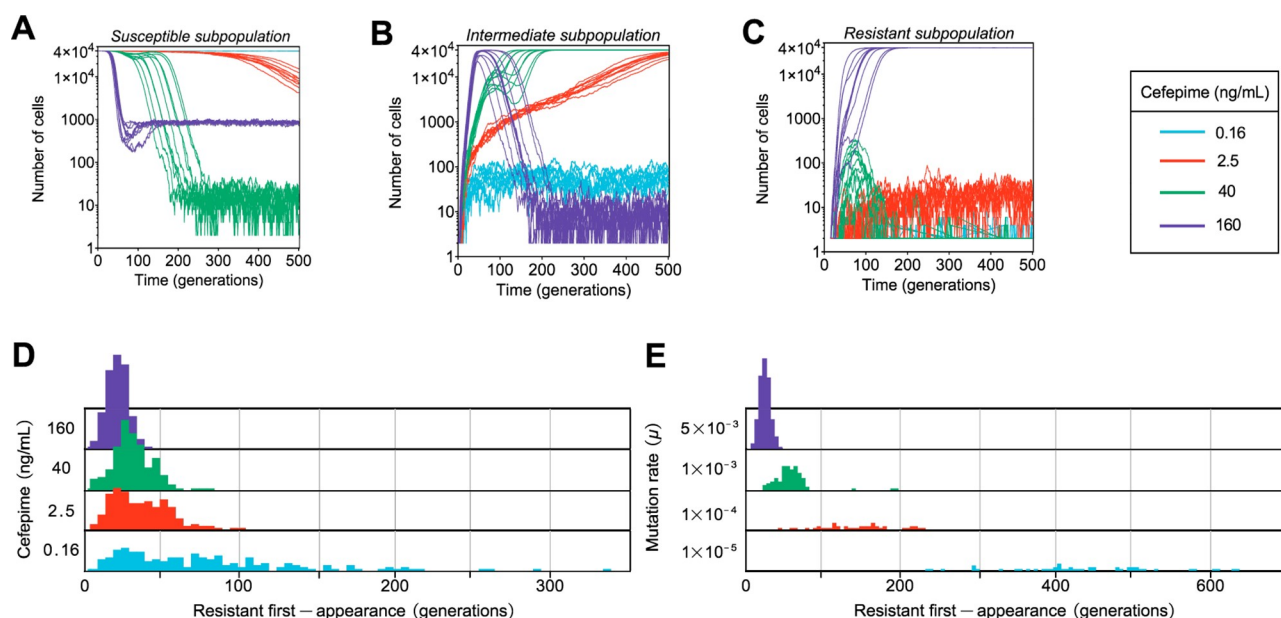 A
Susceptible subpopulation
Number of cells
4×10⁴
1×10⁴
1000
100
10
1
0 100 200 300 400 500
Time (generations)
B
Intermediate subpopulation
Number of cells
4×10⁴
1×10⁴
1000
100
10
1
0 100 200 300 400 500
Time (generations)
C
Resistant subpopulation
Number of cells
4×10⁴
1×10⁴
1000
100
10
1
0 100 200 300 400 500
Time (generations)
Cefepime (ng/mL)
0.16
2.5
40
160
D
Cefepime (ng/mL)
160
40
2.5
0.16
0 100 200 300
Resistant first – appearance (generations)
E
Mutation rate (μ)
5×10⁻³
1×10⁻³
1×10⁻⁴
1×10⁻⁵
0 100 200 300 400 500 600
Resistant first – appearance (generations)